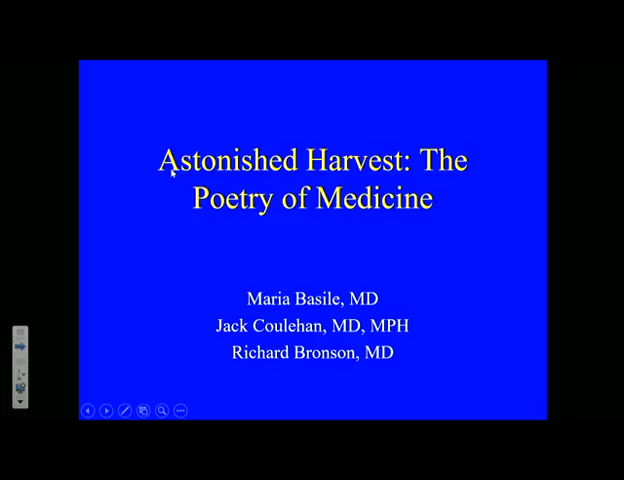 Astonished Harvest: The
Poetry of Medicine
Maria Basile, MD
Jack Coulehan, MD, MPH
Richard Bronson, MD